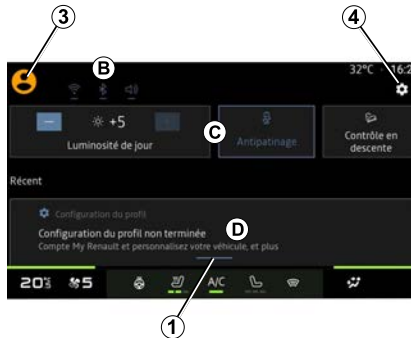 3
4
B
32°C 16:2
+5
C
Luminosité de jour
Antipatinage
Contrôle en
descente
Récent
Configuration du profil
Configuration du profil non terminée
D
Compte My Renault et personnalisez votre véhicule, et plus
20 5 A/C
1